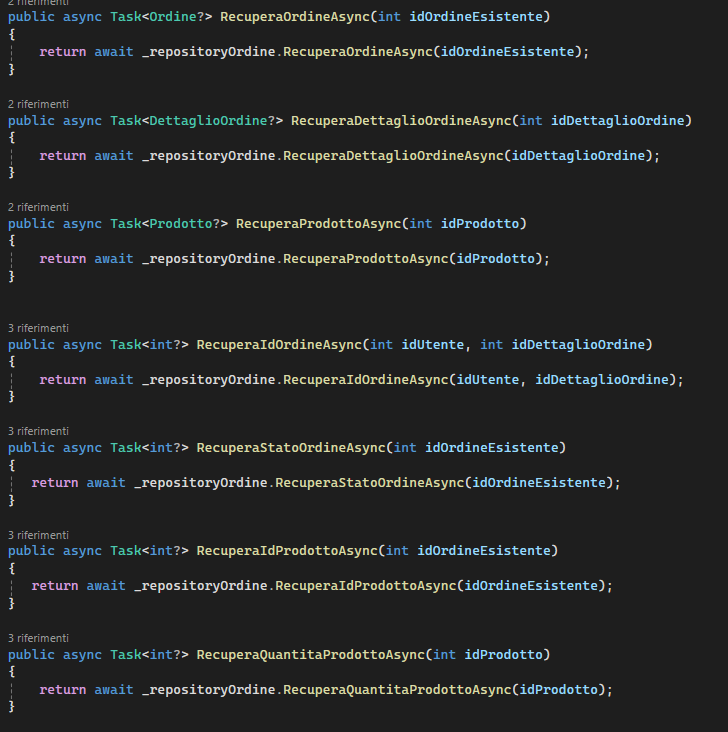 2 riferimenti
public async Task<Ordine?> RecuperaOrdineAsync(int idOrdineEsistente)
{
return await _repositoryOrdine.RecuperaOrdineAsync(idOrdineEsistente);
}
2 riferimenti
public async Task<DettaglioOrdine?> RecuperaDettaglioOrdineAsync(int idDettaglioOrdine)
{
return await _repositoryOrdine.RecuperaDettaglioOrdineAsync(idDettaglioOrdine);
}
2 riferimenti
public async Task<Prodotto?> RecuperaProdottoAsync(int idProdotto)
{
return await _repositoryOrdine.RecuperaProdottoAsync(idProdotto);
}
3 riferimenti
public async Task<int?> RecuperaIdOrdineAsync(int idUtente, int idDettaglioOrdine)
{
return await _repositoryOrdine.RecuperaIdOrdineAsync(idUtente, idDettaglioOrdine);
}
3 riferimenti
public async Task<int?> RecuperaStatoOrdineAsync(int idOrdineEsistente)
{
return await _repositoryOrdine.RecuperaStatoOrdineAsync(idOrdineEsistente);
}
3 riferimenti
public async Task<int?> RecuperaIdProdottoAsync(int idOrdineEsistente)
{
return await _repositoryOrdine.RecuperaIdProdottoAsync(idOrdineEsistente);
}
3 riferimenti
public async Task<int?> RecuperaQuantitaProdottoAsync(int idProdotto)
{
return await _repositoryOrdine.RecuperaQuantitaProdottoAsync(idProdotto);
}